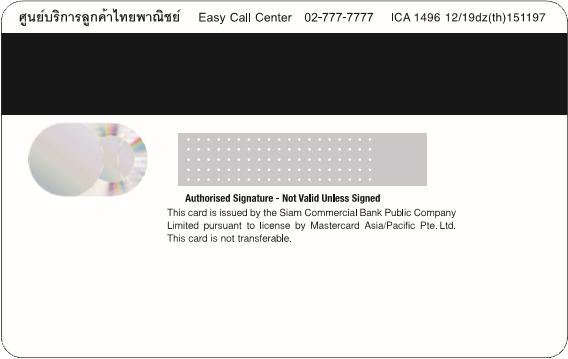 ศูนย์บริการลูกค้าไทยพาณิชย์ Easy Call Center 02-777-7777 ICA 1496 12/19dz(th)151197
Authorised Signature - Not Valid Unless Signed
This card is issued by the Siam Commercial Bank Public Company
Limited pursuant to license by Mastercard Asia/Pacific Pte. Ltd.
This card is not transferable.